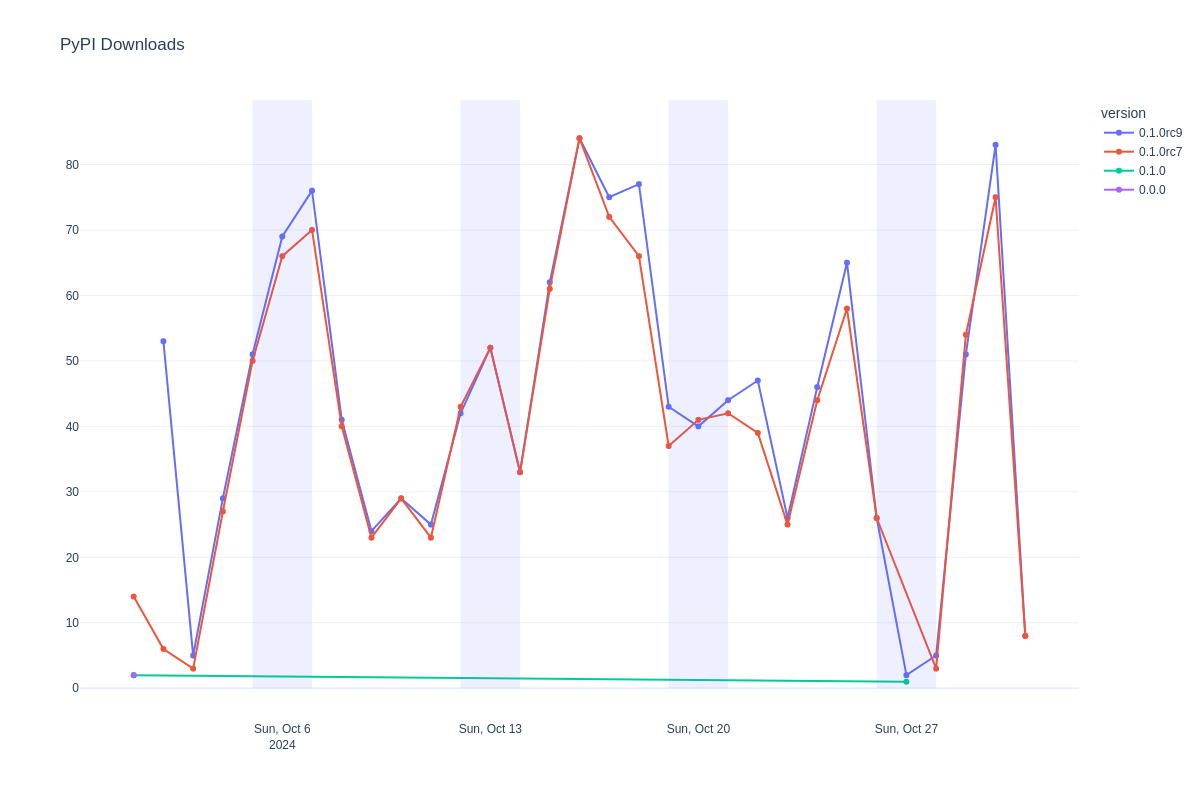 PyPI Downloads
version
0.1.0rc9
0.1.0rc7
0.1.0
0.0.0
80
70
60
50
40
30
20
10
0
Sun, Oct 6
2024
Sun, Oct 13
Sun, Oct 20
Sun, Oct 27